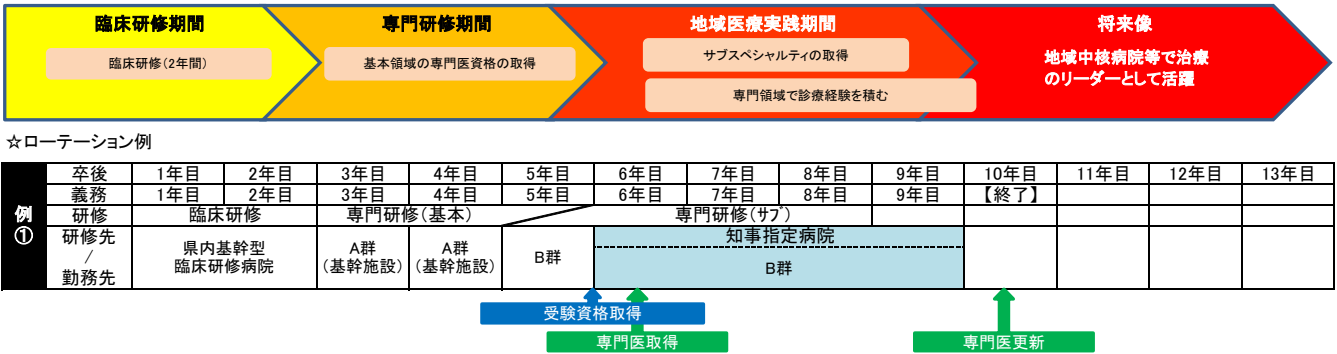 臨床研修期間
専門研修期間
地域医療実践期間
将来像
臨床研修(2年間)
基本領域の専門医資格の取得
サブスペシャルティの取得
専門領域で診療経験を積む
地域中核病院等で治療
のリーダーとして活躍
☆ローテーション例
例①
卒後 1年目 2年目 3年目 4年目 5年目 6年目 7年目 8年目 9年目 10年目 11年目 12年目 13年目
義務 1年目 2年目 3年目 4年目 5年目 6年目 7年目 8年目 9年目 【終了】
研修 臨床研修 専門研修(基本) 専門研修(サブ)
研修先
/
勤務先
県内基幹型
臨床研修病院
A群
(基幹施設)
A群
(基幹施設)
B群
知事指定病院
B群
受験資格取得
専門医取得
専門医更新